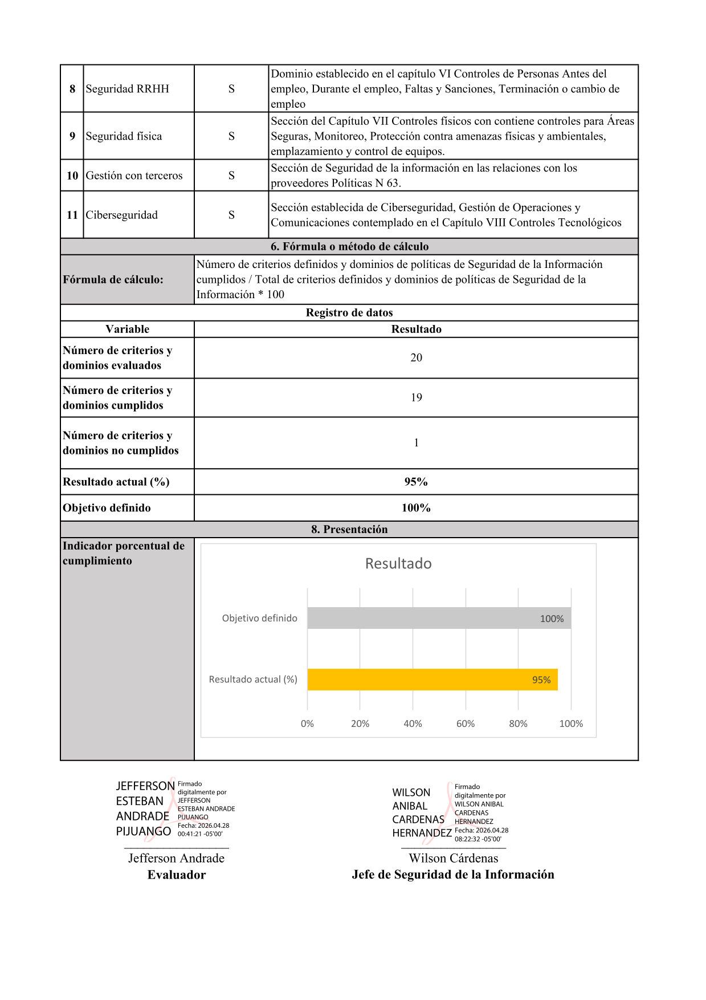 Dominio establecido en el capítulo VI Controles de Personas Antes del
8 Seguridad RRHH S empleo, Durante el empleo, Faltas y Sanciones, Terminación o cambio de
empleo
Sección del Capítulo VII Controles físicos con contiene controles para Áreas
9 Seguridad física S Seguras, Monitoreo, Protección contra amenazas físicas y ambientales,
emplazamiento y control de equipos.
10 Gestión con terceros S Sección de Seguridad de la información en las relaciones con los
proveedores Políticas N 63.
11 Ciberseguridad S Sección establecida de Ciberseguridad, Gestión de Operaciones y
Comunicaciones contemplado en el Capítulo VIII Controles Tecnológicos
6. Fórmula o método de cálculo
Número de criterios definidos y dominios de políticas de Seguridad de la Información
Fórmula de cálculo: cumplidos / Total de criterios definidos y dominios de políticas de Seguridad de la
Información * 100
Registro de datos
Variable Resultado
Número de criterios y
dominios evaluados
20
Número de criterios y
dominios cumplidos
19
Número de criterios y
dominios no cumplidos
1
Resultado actual (%) 95%
Objetivo definido 100%
8. Presentación
Indicador porcentual de
cumplimiento
Resultado
Objetivo definido 100%
Resultado actual (%) 95%
0% 20% 40% 60% 80% 100%
JEFFERSON
ESTEBAN
ANDRADE
PIJUANGO
Firmado
digitalmente por
JEFFERSON
ESTEBAN ANDRADE
PIJUANGO
Fecha: 2026.04.28
00:41:21 -05'00'
Jefferson Andrade
Evaluador
WILSON
ANIBAL
CARDENAS
HERNANDEZ
Firmado
digitalmente por
WILSON ANIBAL
CARDENAS
HERNANDEZ
Fecha: 2026.04.28
08:22:32 -05'00'
Wilson Cárdenas
Jefe de Seguridad de la Información